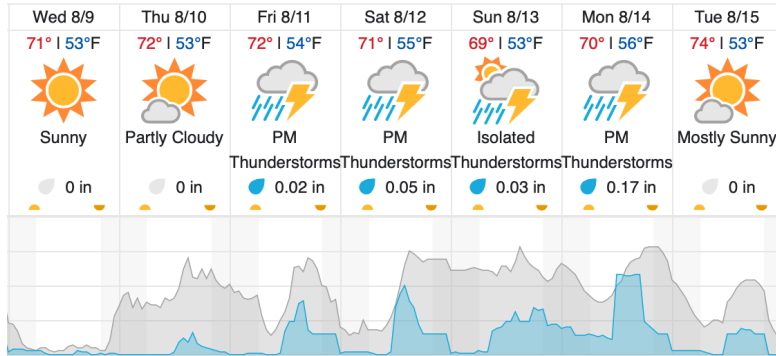 Wed 8/9 Thu 8/10 Fri 8/11 Sat 8/12 Sun 8/13 Mon 8/14 Tue 8/15
71° | 53°F 72° | 53°F 72° | 54°F 71° | 55°F 69° | 53°F 70° | 56°F 74° | 53°F
Sunny Partly Cloudy PM PM Isolated PM Mostly Sunny
Thunderstorms Thunderstorms Thunderstorms Thunderstorms
0 in 0 in 0.02 in 0.05 in 0.03 in 0.17 in 0 in